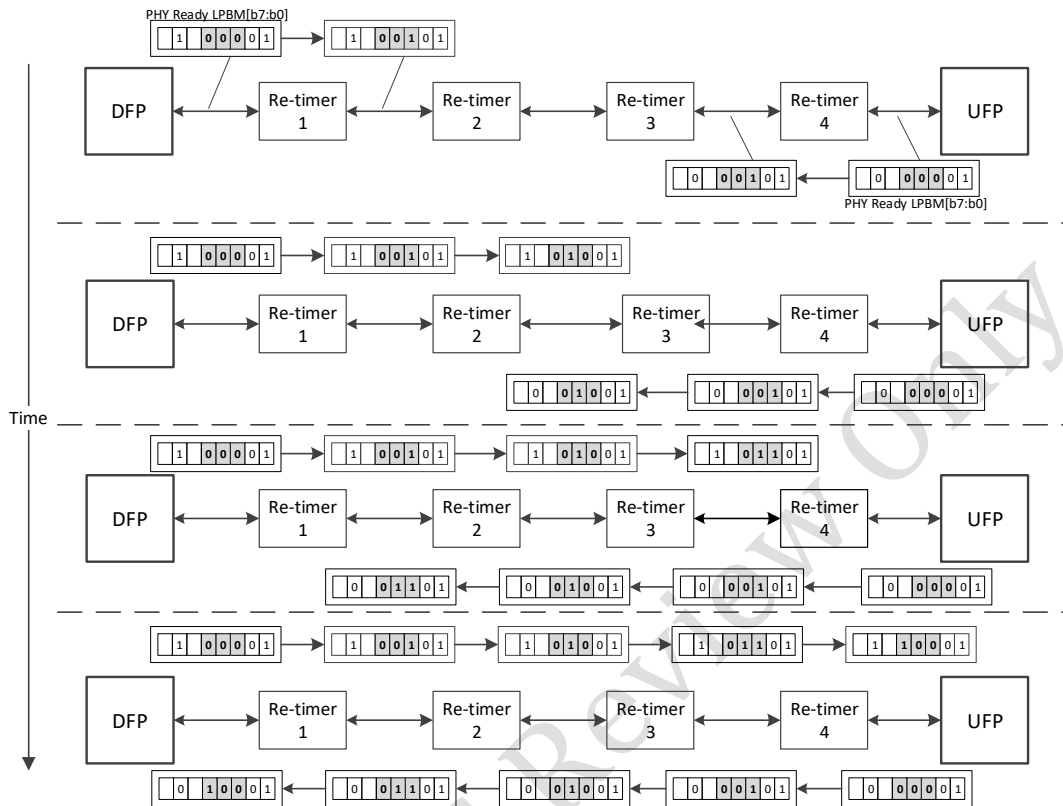 PHY Ready LPBM[b7:b0]
1 0 0 0 0 1
1 0 0 1 0 1
DFP
Re-timer
1
Re-timer
2
Re-timer
3
Re-timer
4
UFP
0 0 0 1 0 1
0 0 0 0 0 1
PHY Ready LPBM[b7:b0]
1 0 0 0 0 1
1 0 0 1 0 1
1 0 1 0 0 1
DFP
Re-timer
1
Re-timer
2
Re-timer
3
Re-timer
4
UFP
0 0 1 0 0 1
0 0 0 1 0 1
0 0 0 0 0 1
Time
1 0 0 0 0 1
1 0 0 1 0 1
1 0 1 0 0 1
1 0 1 1 0 1
DFP
Re-timer
1
Re-timer
2
Re-timer
3
Re-timer
4
UFP
0 0 1 1 0 1
0 0 1 0 0 1
0 0 0 1 0 1
0 0 0 0 0 1
1 0 0 0 0 1
1 0 0 1 0 1
1 0 1 0 0 1
1 0 1 1 0 1
1 1 0 0 0 1
DFP
Re-timer
1
Re-timer
2
Re-timer
3
Re-timer
4
UFP
0 1 0 0 0 1
0 0 1 1 0 1
0 0 1 0 0 1
0 0 0 1 0 1
0 0 0 0 0 1
Review Only